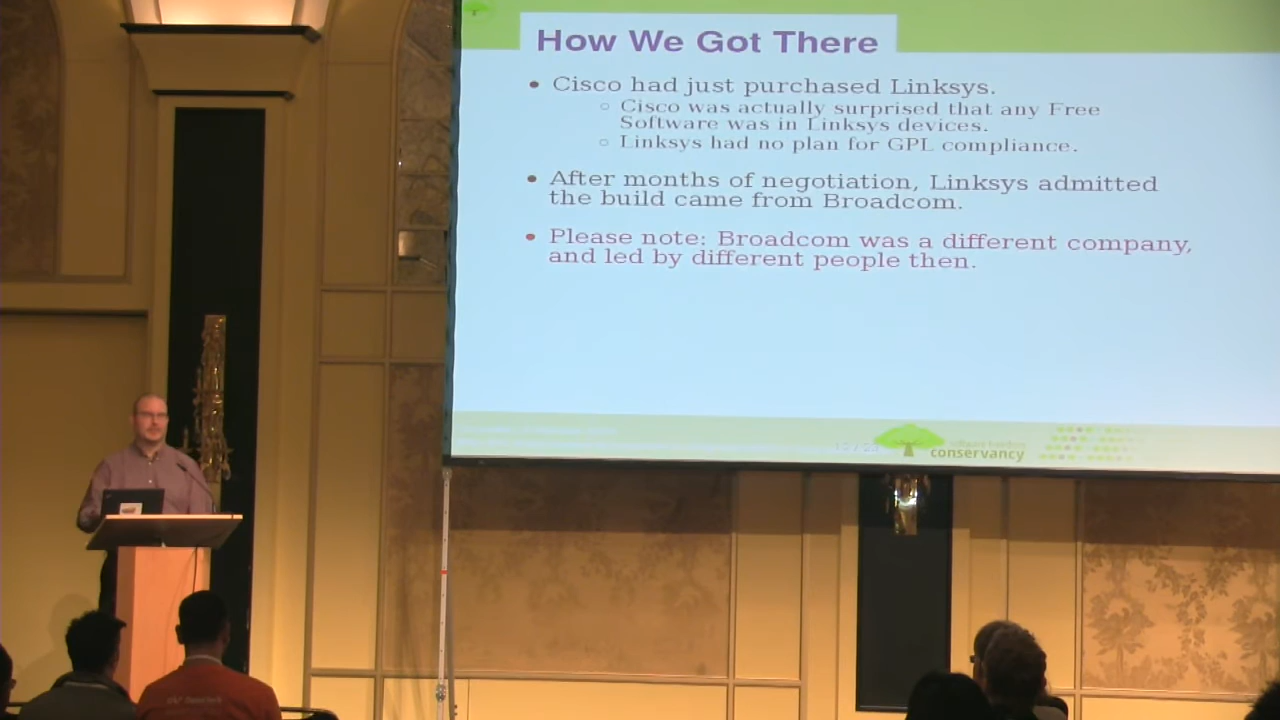 How We Got There
• Cisco had just purchased Linksys.
○ Cisco was actually surprised that any Free
Software was in Linksys devices.
○ Linksys had no plan for GPL compliance.
• After months of negotiation, Linksys admitted
the build came from Broadcom.
• Please note: Broadcom was a different company,
and led by different people then.
conservancy